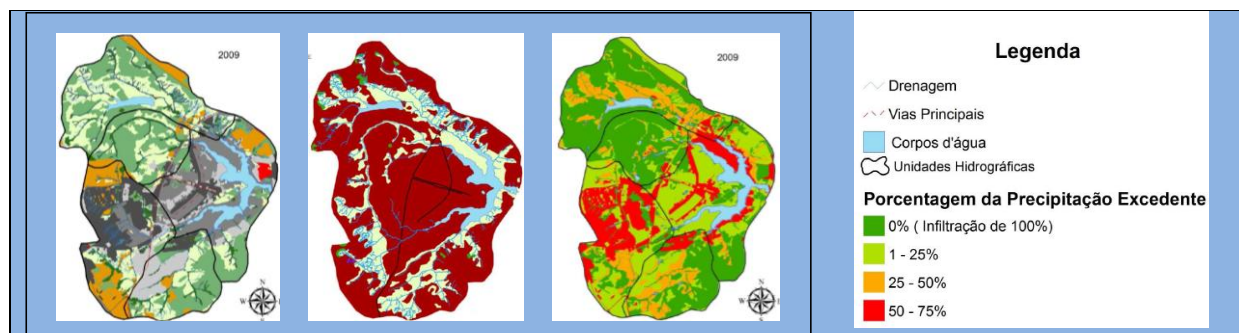 2009
2009
N
W
E
S
N
W
E
S
N
W
S
Legenda
Drenagem
Vias Principais
Corpos d'água
Unidades Hidrográficas
Porcentagem da Precipitação Excedente
0% ( Infiltração de 100%)
1 - 25%
25 - 50%
50 - 75%